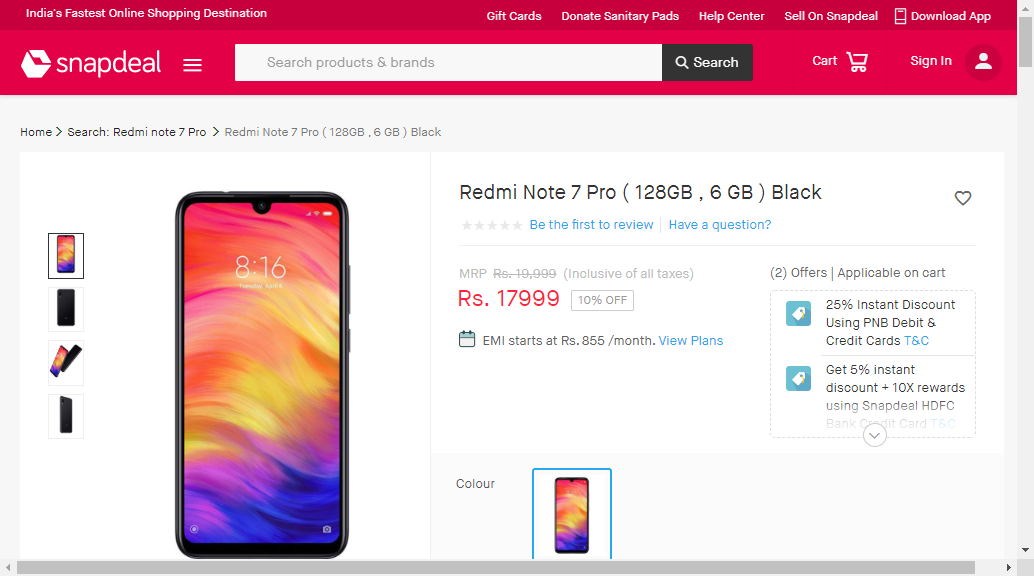 India's Fastest Online Shopping Destination
Gift Cards
Donate Sanitary Pads
Help Center
Sell On Snapdeal
Download App
snapdeal
Search products & brands
Search
Cart
Sign In
Home > Search: Redmi note 7 Pro > Redmi Note 7 Pro ( 128GB , 6 GB ) Black
8:16
Redmi Note 7 Pro ( 128GB , 6 GB ) Black
Be the first to review
Have a question?
MRP Rs. 19,999 (Inclusive of all taxes)
Rs. 17999
10% OFF
EMI starts at Rs. 855 /month. View Plans
(2) Offers | Applicable on cart
25% Instant Discount
Using PNB Debit &
Credit Cards T&C
Get 5% instant
discount + 10X rewards
using Snapdeal HDFC
Bank Credit Card T&C
Colour